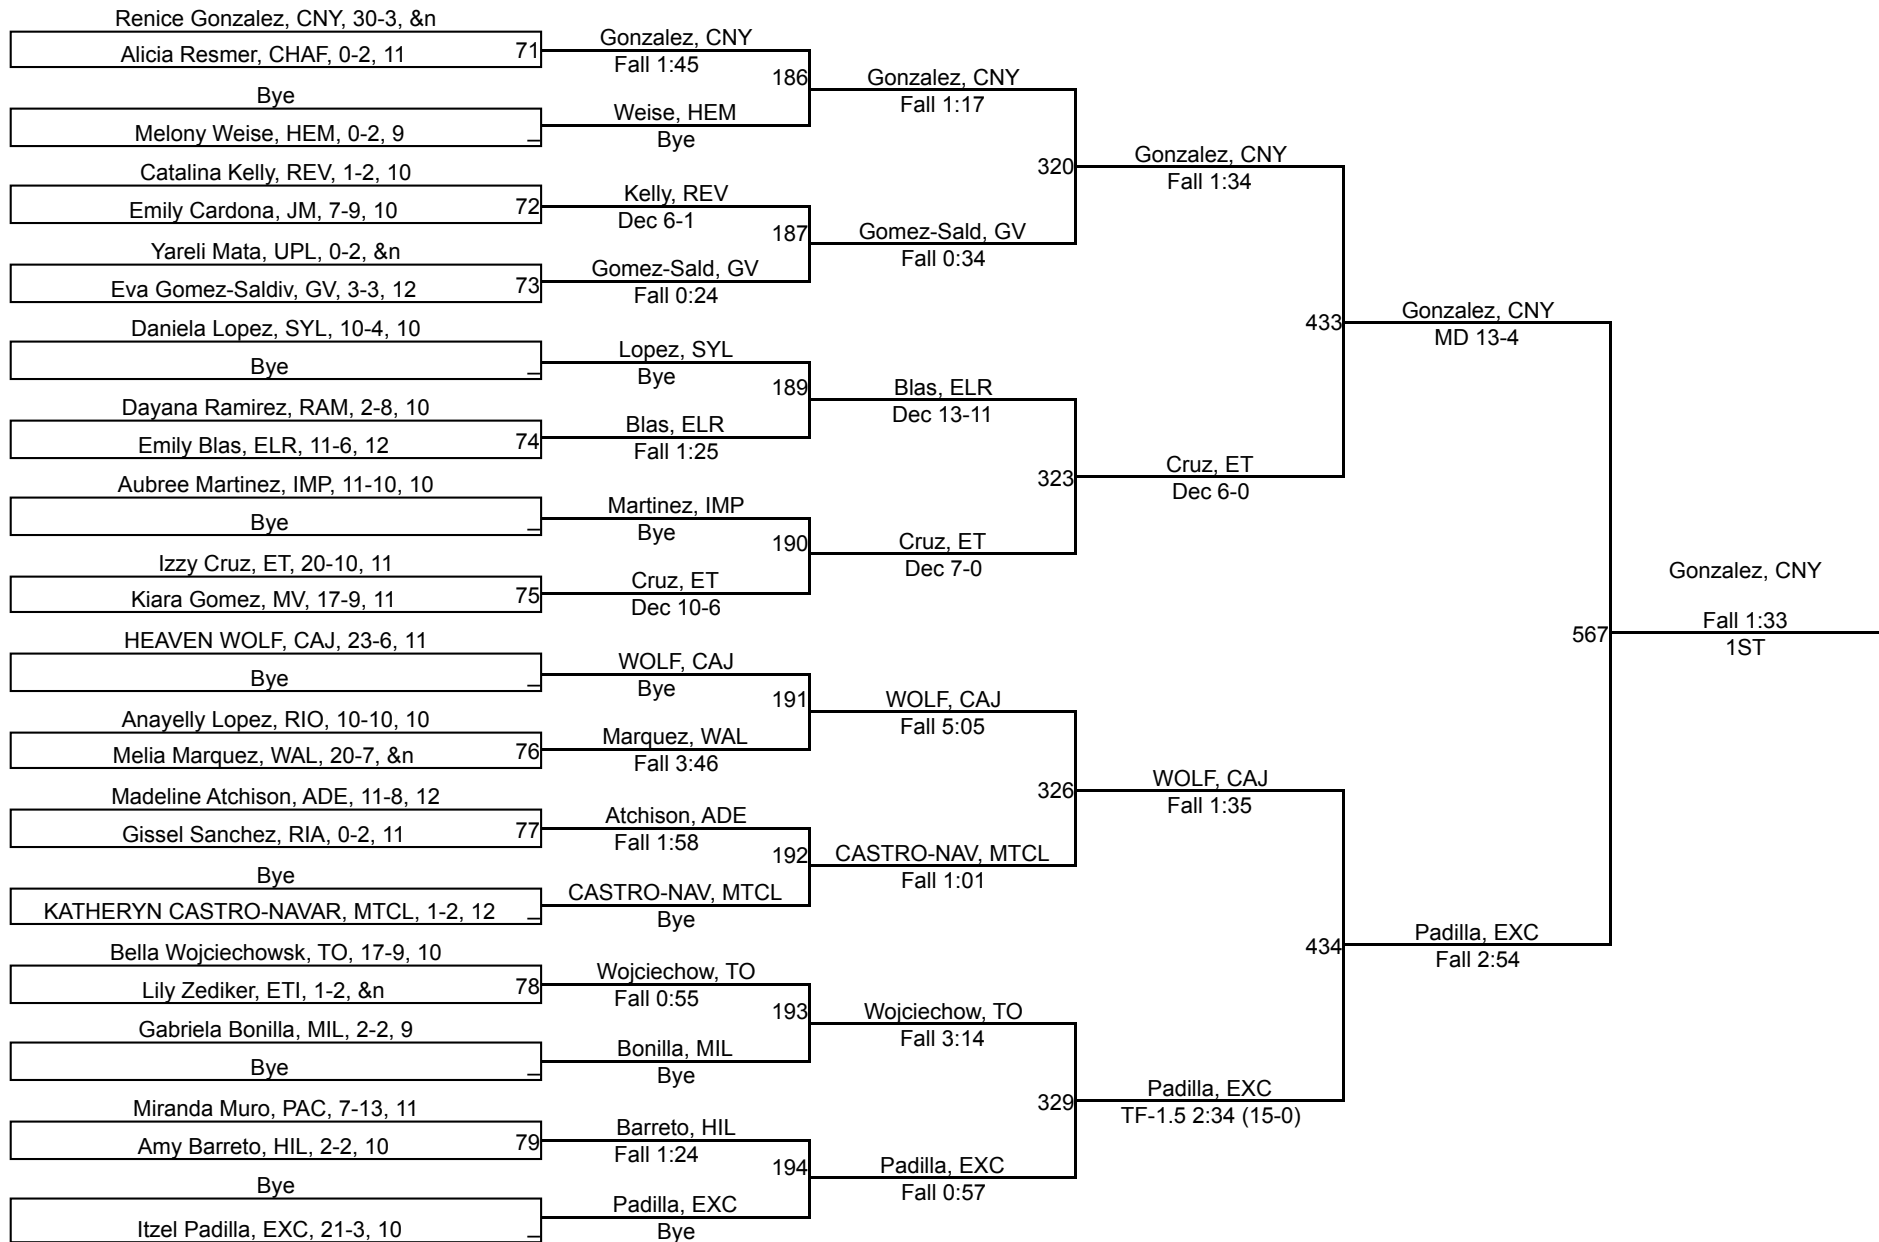 Renice Gonzalez, CNY, 30-3, &n
Alicia Resmer, CHAF, 0-2, 11
71
Bye
Melony Weise, HEM, 0-2, 9
_
Catalina Kelly, REV, 1-2, 10
Emily Cardona, JM, 7-9, 10
72
Yareli Mata, UPL, 0-2, &n
Eva Gomez-Saldiv, GV, 3-3, 12
73
Daniela Lopez, SYL, 10-4, 10
Bye
_
Dayana Ramirez, RAM, 2-8, 10
Emily Blas, ELR, 11-6, 12
74
Aubree Martinez, IMP, 11-10, 10
Bye
_
Izzy Cruz, ET, 20-10, 11
Kiara Gomez, MV, 17-9, 11
75
HEAVEN WOLF, CAJ, 23-6, 11
Bye
_
Anayelly Lopez, RIO, 10-10, 10
Melia Marquez, WAL, 20-7, &n
76
Madeline Atchison, ADE, 11-8, 12
Gissel Sanchez, RIA, 0-2, 11
77
Bye
KATHERYN CASTRO-NAVAR, MTCL, 1-2, 12
_
Bella Wojciechowsk, TO, 17-9, 10
Lily Zediker, ETI, 1-2, &n
78
Gabriela Bonilla, MIL, 2-2, 9
Bye
_
Miranda Muro, PAC, 7-13, 11
Amy Barreto, HIL, 2-2, 10
79
Bye
Itzel Padilla, EXC, 21-3, 10
_
Gonzalez, CNY
Fall 1:45
186
Weise, HEM
Bye
Kelly, REV
Dec 6-1
187
Gomez-Sald, GV
Fall 0:24
Lopez, SYL
Bye
189
Blas, ELR
Fall 1:25
Martinez, IMP
Bye
190
Cruz, ET
Dec 10-6
WOLF, CAJ
Bye
191
Marquez, WAL
Fall 3:46
Atchison, ADE
Fall 1:58
192
CASTRO-NAV, MTCL
Bye
Wojciechow, TO
Fall 0:55
193
Bonilla, MIL
Bye
Barreto, HIL
Fall 1:24
194
Padilla, EXC
Bye
Gonzalez, CNY
Fall 1:17
320
Gomez-Sald, GV
Fall 0:34
Blas, ELR
Dec 13-11
323
Cruz, ET
Dec 7-0
WOLF, CAJ
Fall 5:05
326
CASTRO-NAV, MTCL
Fall 1:01
Wojciechow, TO
Fall 3:14
329
Padilla, EXC
Fall 0:57
Gonzalez, CNY
Fall 1:34
433
Cruz, ET
Dec 6-0
WOLF, CAJ
Fall 1:35
434
Padilla, EXC
TF-1.5 2:34 (15-0)
Gonzalez, CNY
MD 13-4
567
Padilla, EXC
Fall 2:54
Gonzalez, CNY
Fall 1:33
1ST